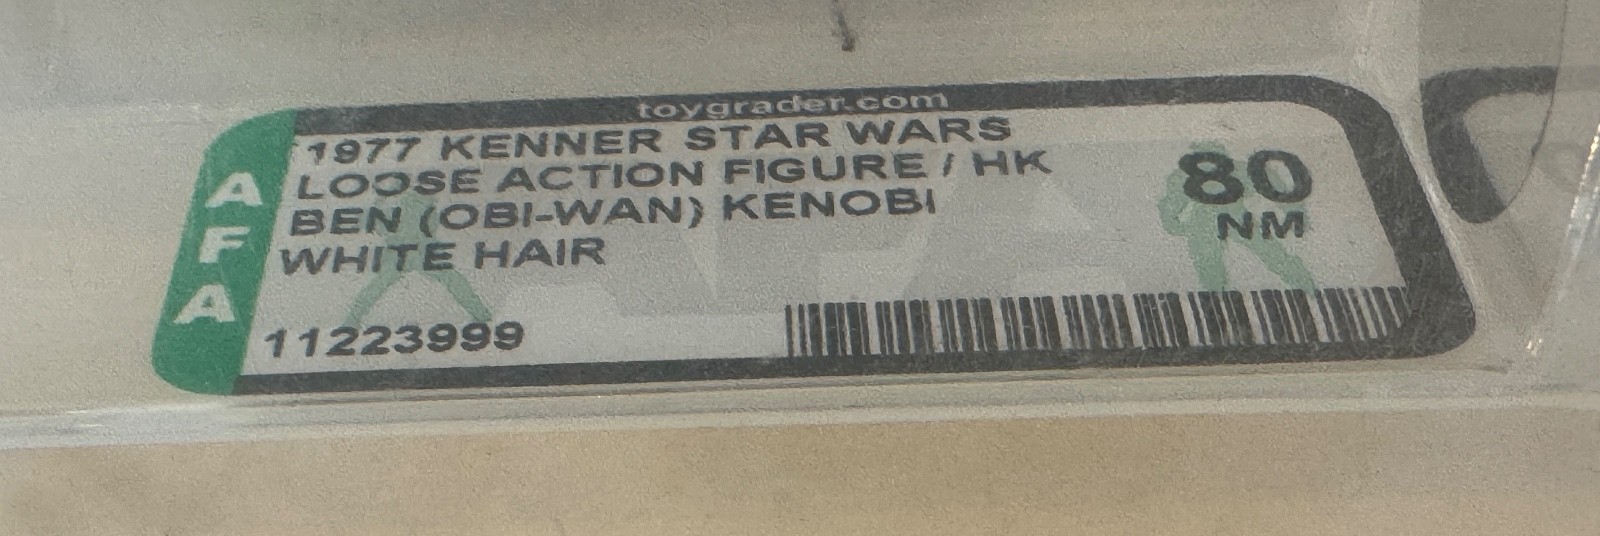 toygrader.com
AFA
1977 KENNER STAR WARS
LOOSE ACTION FIGURE / HK
BEN (OBI-WAN) KENOBI
WHITE HAIR
80
NM
11223999